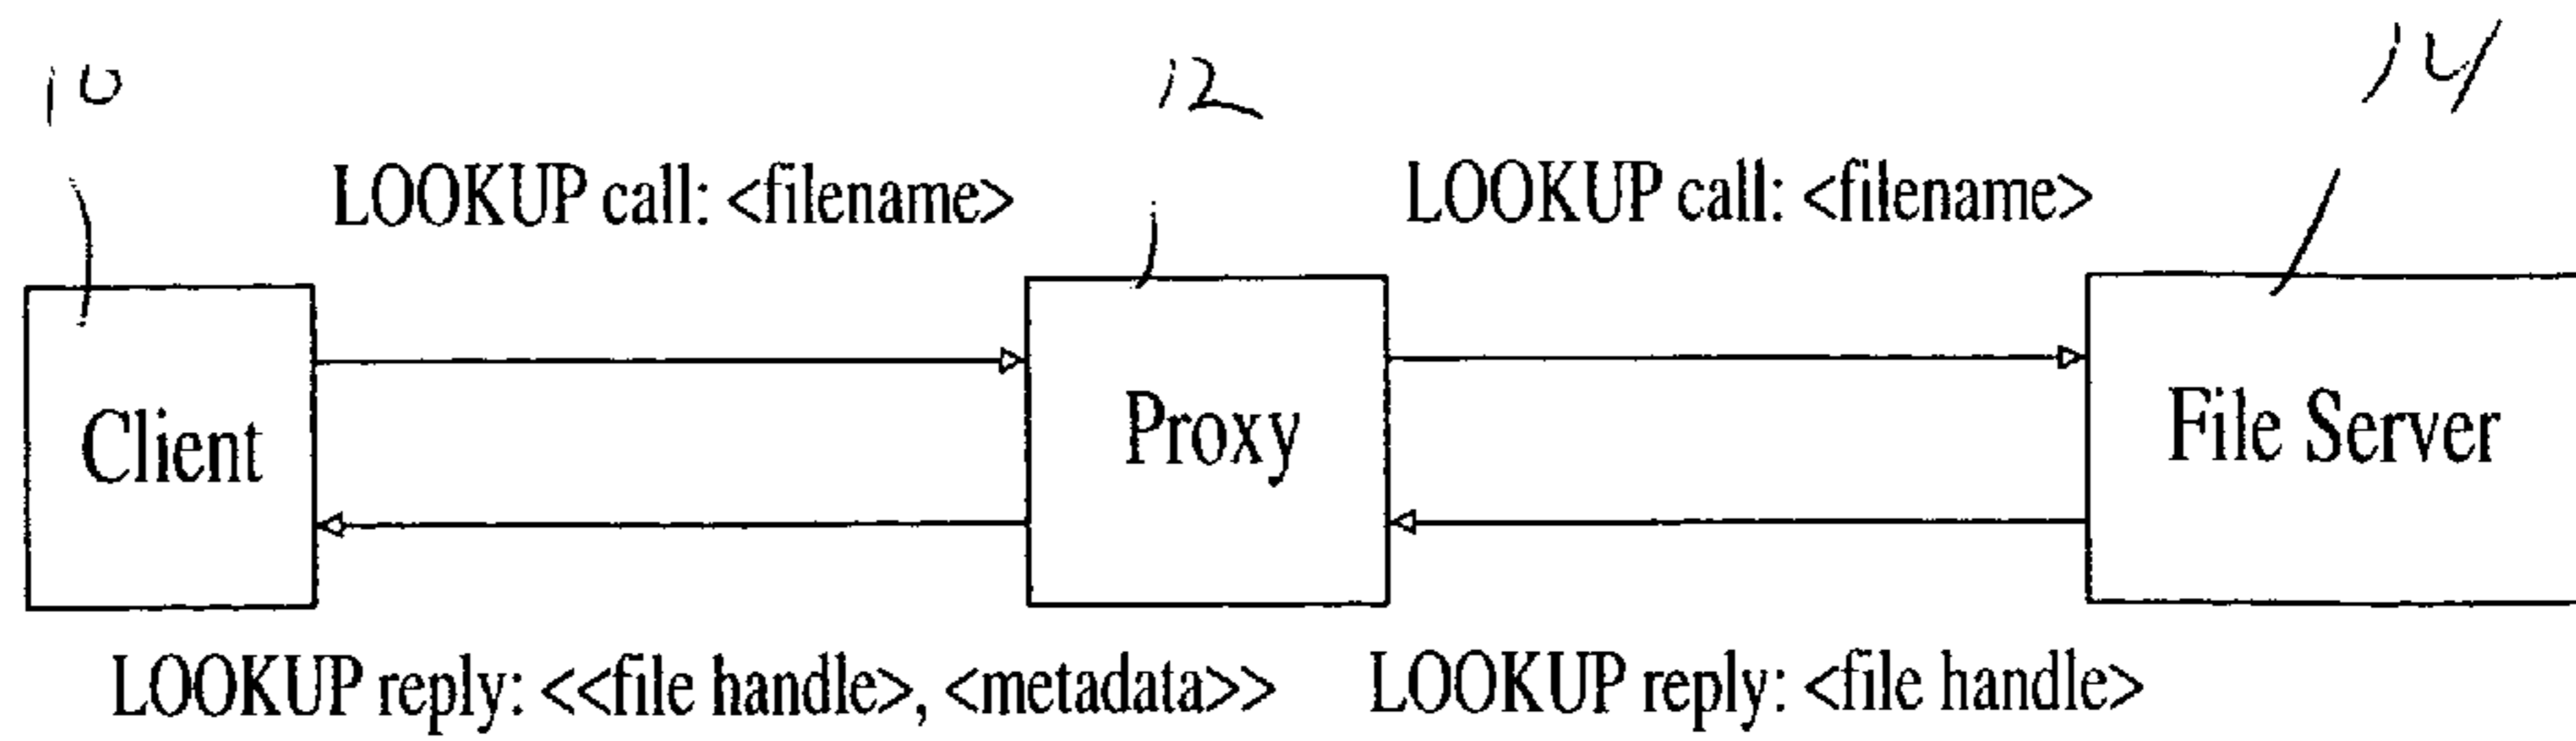 10
12
14
LOOKUP call: <filename>
LOOKUP call: <filename>
Client
Proxy
File Server
LOOKUP reply: <<file handle>, <metadata>>
LOOKUP reply: <file handle>